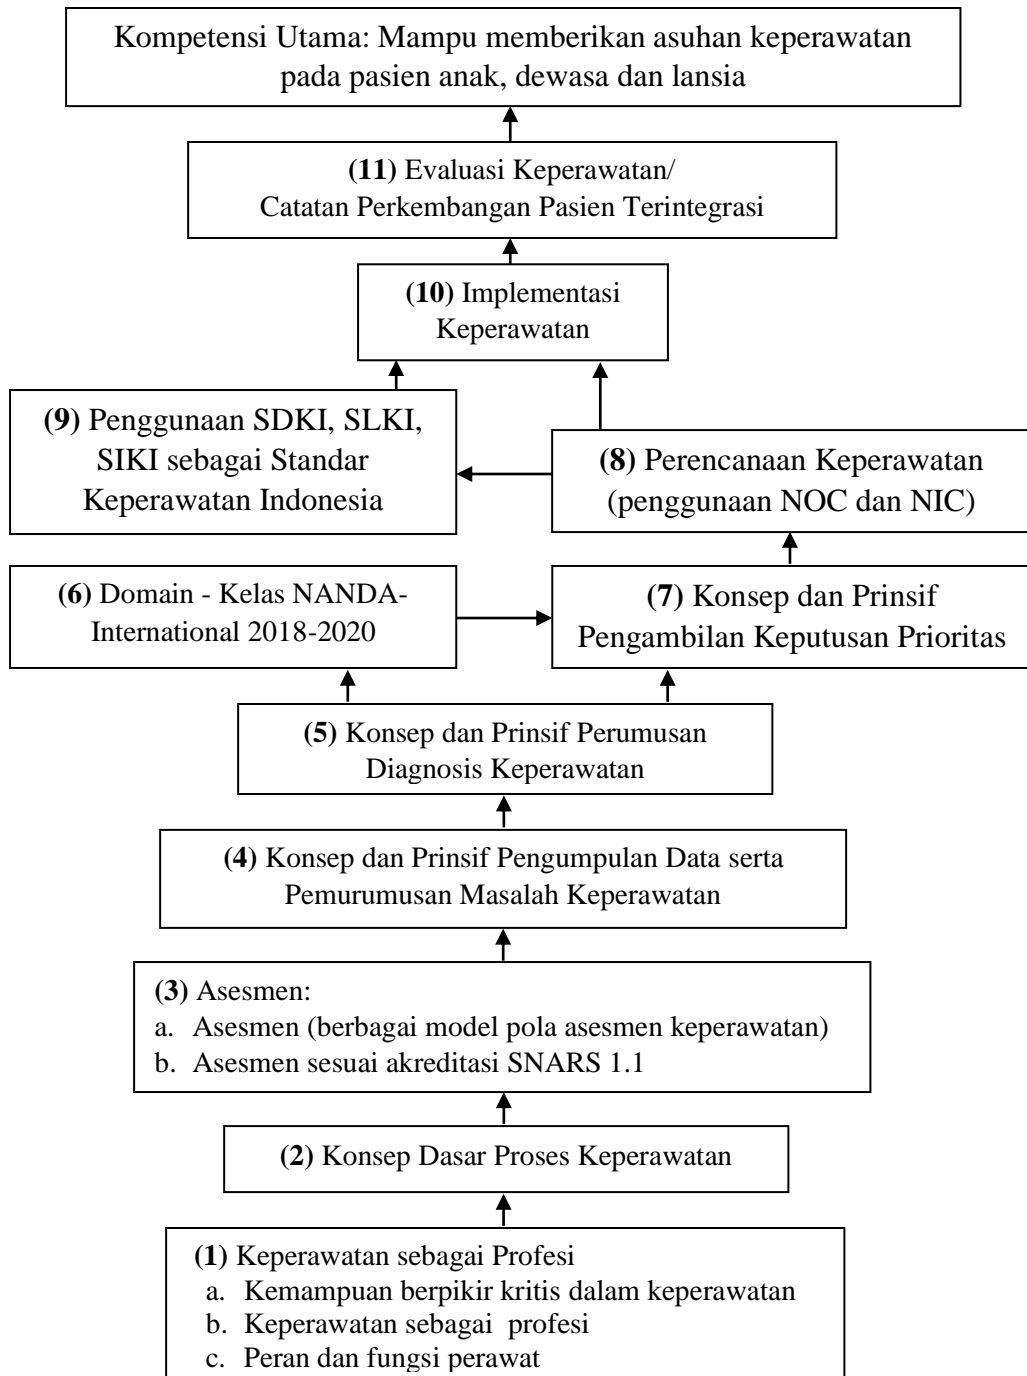 Kompetensi Utama: Mampu memberikan asuhan keperawatan
pada pasien anak, dewasa dan lansia
(11) Evaluasi Keperawatan/
Catatan Perkembangan Pasien Terintegrasi
(10) Implementasi
Keperawatan
(9) Penggunaan SDKI, SLKI,
SIKI sebagai Standar
Keperawatan Indonesia
(8) Perencanaan Keperawatan
(penggunaan NOC dan NIC)
(6) Domain - Kelas NANDA-
International 2018-2020
(7) Konsep dan Prinsif
Pengambilan Keputusan Prioritas
(5) Konsep dan Prinsif Perumusan
Diagnosis Keperawatan
(4) Konsep dan Prinsif Pengumpulan Data serta
Pemurumusan Masalah Keperawatan
(3) Asesmen:
a. Asesmen (berbagai model pola asesmen keperawatan)
b. Asesmen sesuai akreditasi SNARS 1.1
(2) Konsep Dasar Proses Keperawatan
(1) Keperawatan sebagai Profesi
a. Kemampuan berpikir kritis dalam keperawatan
b. Keperawatan sebagai profesi
c. Peran dan fungsi perawat